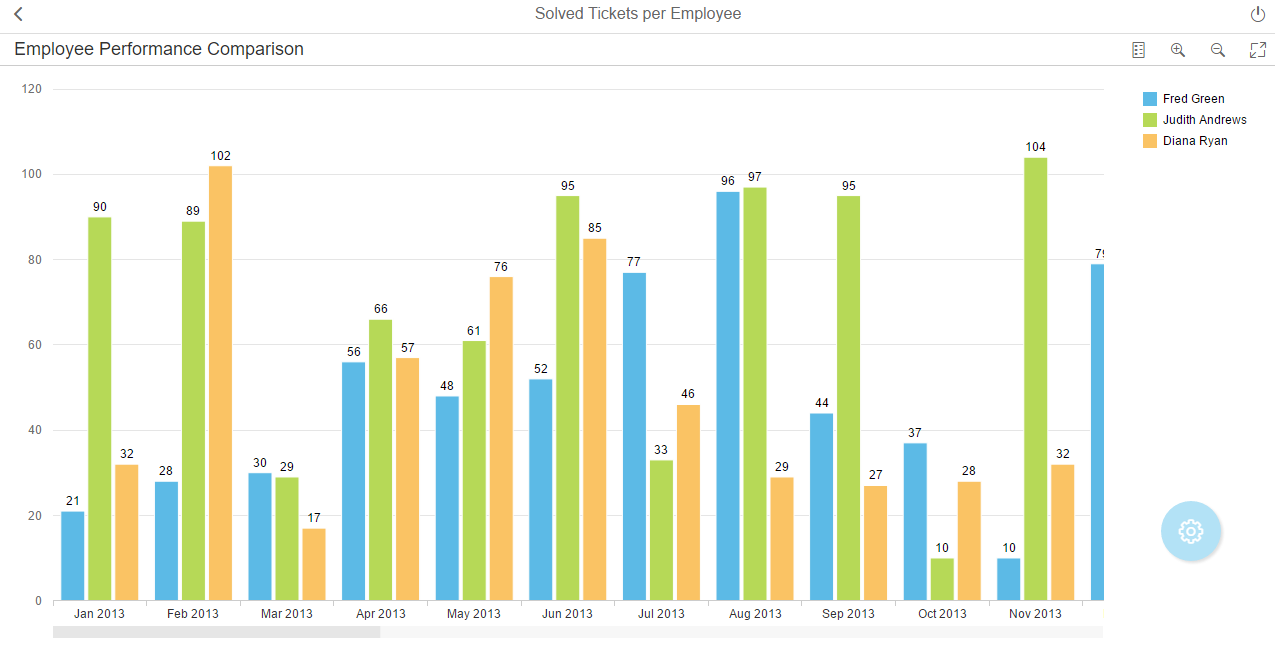 Solved Tickets per Employee
Employee Performance Comparison
120
100
80
60
40
20
0
Fred Green
Judith Andrews
Diana Ryan
21 90 32
28 89 102
30 29 17
56 66 57
48 61 76
52 95 85
77 33 46
96 97 29
44 95 27
37 10 28
10 104 32
79
Jan 2013 Feb 2013 Mar 2013 Apr 2013 May 2013 Jun 2013 Jul 2013 Aug 2013 Sep 2013 Oct 2013 Nov 2013